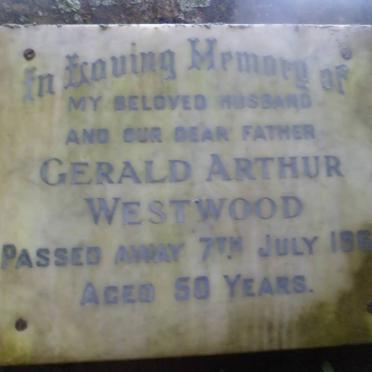 In Loving Memory of
MY BELOVED HUSBAND
AND OUR DEAR FATHER
GERALD ARTHUR
WESTWOOD
PASSED AWAY 7TH JULY
AGED 50 YEARS.